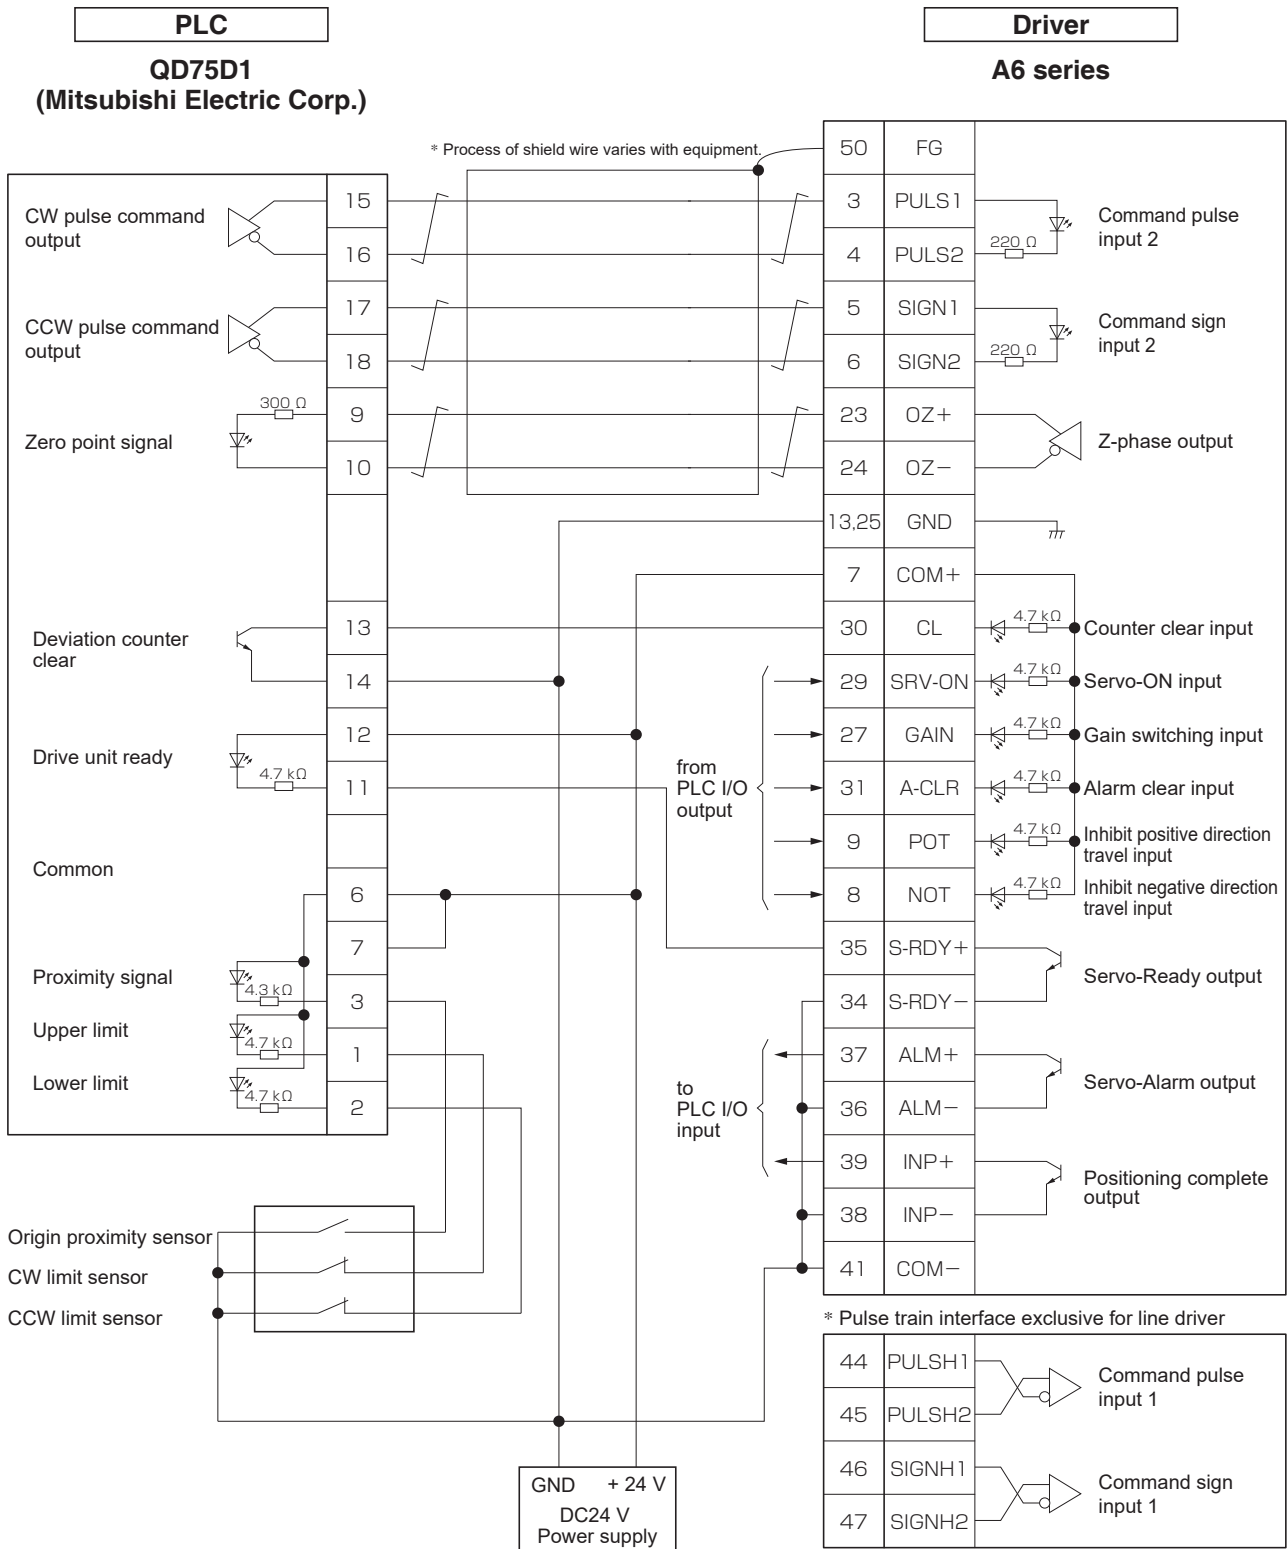 PLC
Driver
QD75D1
(Mitsubishi Electric Corp.)
A6 series
* Process of shield wire varies with equipment.
50 FG
CW pulse command
output
15
16
3 PULS1
4 PULS2
220 Ω
Command pulse
input 2
CCW pulse command
output
17
18
5 SIGN1
6 SIGN2
220 Ω
Command sign
input 2
Zero point signal
300 Ω
9
10
23 OZ+
24 OZ−
Z-phase output
13,25 GND
7 COM+
Deviation counter
clear
13
14
30 CL 4.7 kΩ Counter clear input
29 SRV-ON 4.7 kΩ Servo-ON input
Drive unit ready
4.7 kΩ
12
11
from
PLC I/O
output
27 GAIN 4.7 kΩ Gain switching input
31 A-CLR 4.7 kΩ Alarm clear input
9 POT 4.7 kΩ Inhibit positive direction
travel input
8 NOT 4.7 kΩ Inhibit negative direction
travel input
Common
6
7
35 S-RDY+
34 S-RDY−
Servo-Ready output
Proximity signal
4.3 kΩ
3
Upper limit
4.7 kΩ
1
Lower limit
4.7 kΩ
2
to
PLC I/O
input
37 ALM+
36 ALM−
Servo-Alarm output
39 INP+
38 INP−
Positioning complete
output
41 COM−
Origin proximity sensor
CW limit sensor
CCW limit sensor
* Pulse train interface exclusive for line driver
44 PULSH1
45 PULSH2
Command pulse
input 1
46 SIGNH1
47 SIGNH2
Command sign
input 1
GND + 24 V
DC24 V
Power supply